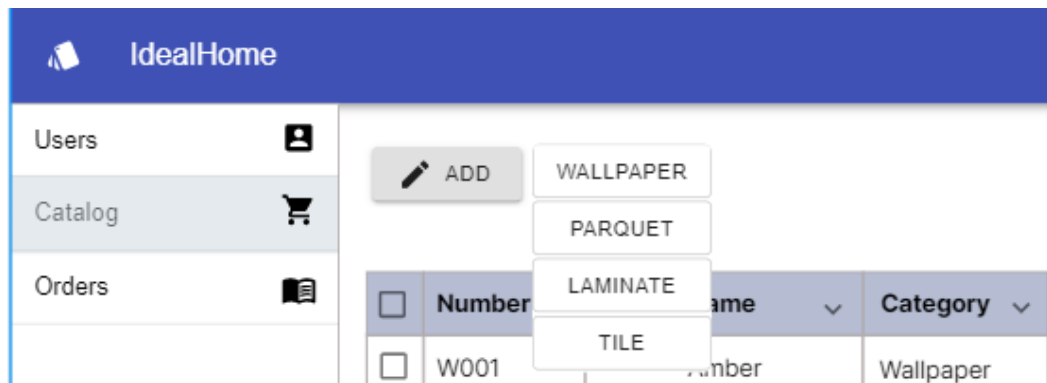 IdealHome
Users
Catalog
Orders
ADD
WALLPAPER
PARQUET
LAMINATE
TILE
Number ame Category
W001 Amber Wallpaper